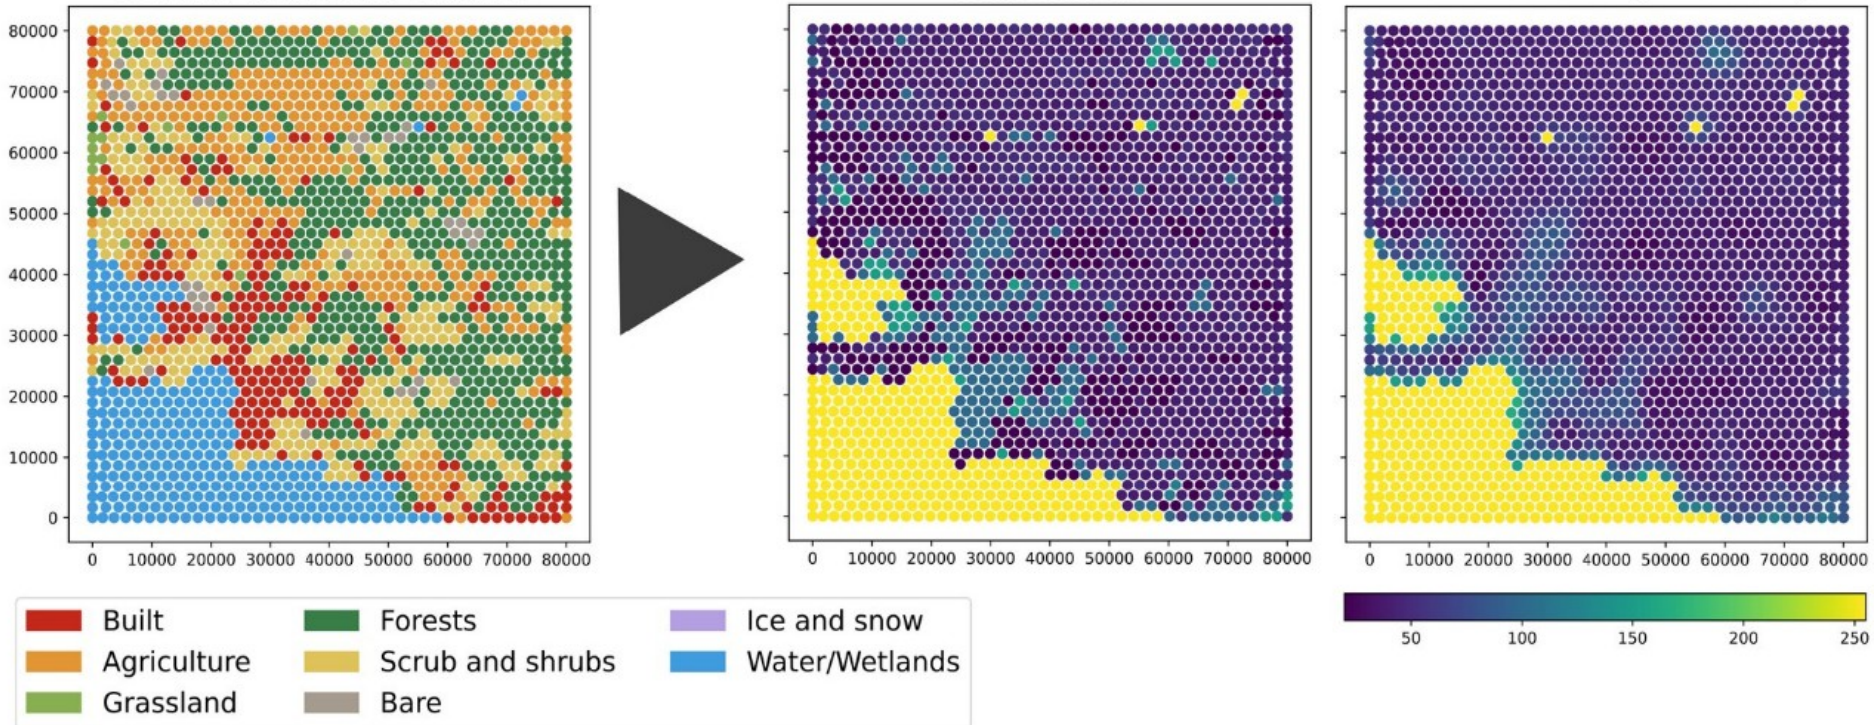 80000
70000
60000
50000
40000
30000
20000
10000
0
0 10000 20000 30000 40000 50000 60000 70000 80000
0 10000 20000 30000 40000 50000 60000 70000 80000
0 10000 20000 30000 40000 50000 60000 70000 80000
50 100 150 200 250
Built
Agriculture
Grassland
Forests
Scrub and shrubs
Bare
Ice and snow
Water/Wetlands